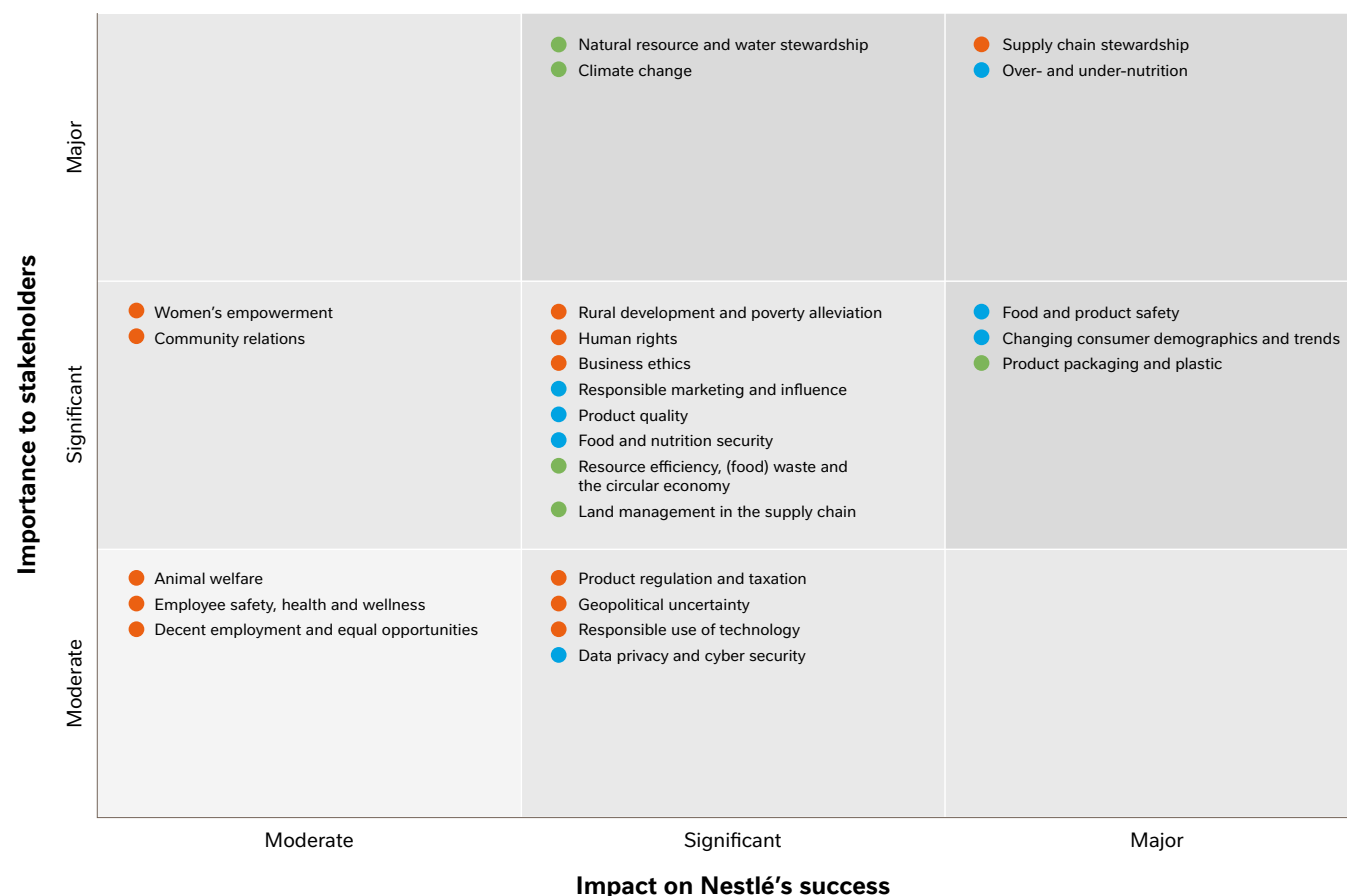 Importance to stakeholders
Major
Natural resource and water stewardship
Climate change
Supply chain stewardship
Over- and under-nutrition
Significant
Women’s empowerment
Community relations
Rural development and poverty alleviation
Human rights
Business ethics
Responsible marketing and influence
Product quality
Food and nutrition security
Resource efficiency, (food) waste and
the circular economy
Land management in the supply chain
Food and product safety
Changing consumer demographics and trends
Product packaging and plastic
Moderate
Animal welfare
Employee safety, health and wellness
Decent employment and equal opportunities
Product regulation and taxation
Geopolitical uncertainty
Responsible use of technology
Data privacy and cyber security
Moderate
Significant
Major
Impact on Nestlé’s success